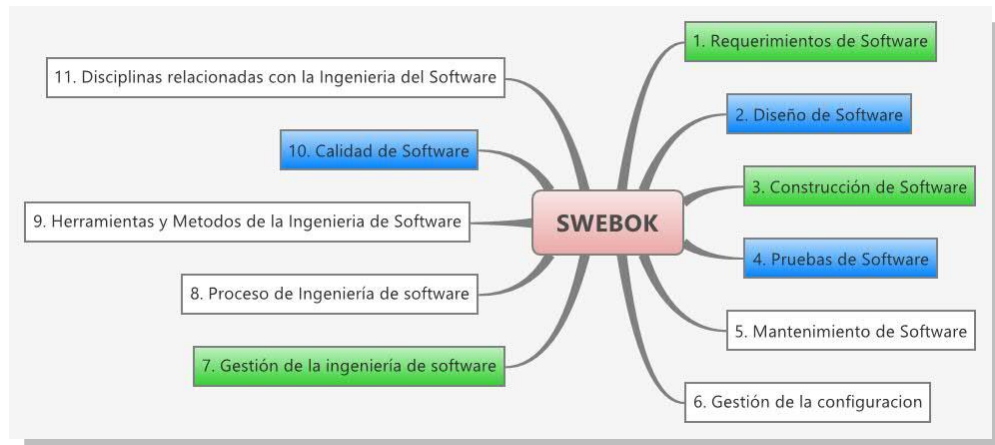 SWEBOK
1. Requerimientos de Software
2. Diseño de Software
3. Construcción de Software
4. Pruebas de Software
5. Mantenimiento de Software
6. Gestión de la configuracion
7. Gestión de la ingeniería de software
8. Proceso de Ingeniería de software
9. Herramientas y Metodos de la Ingenieria de Software
10. Calidad de Software
11. Disciplinas relacionadas con la Ingenieria del Software